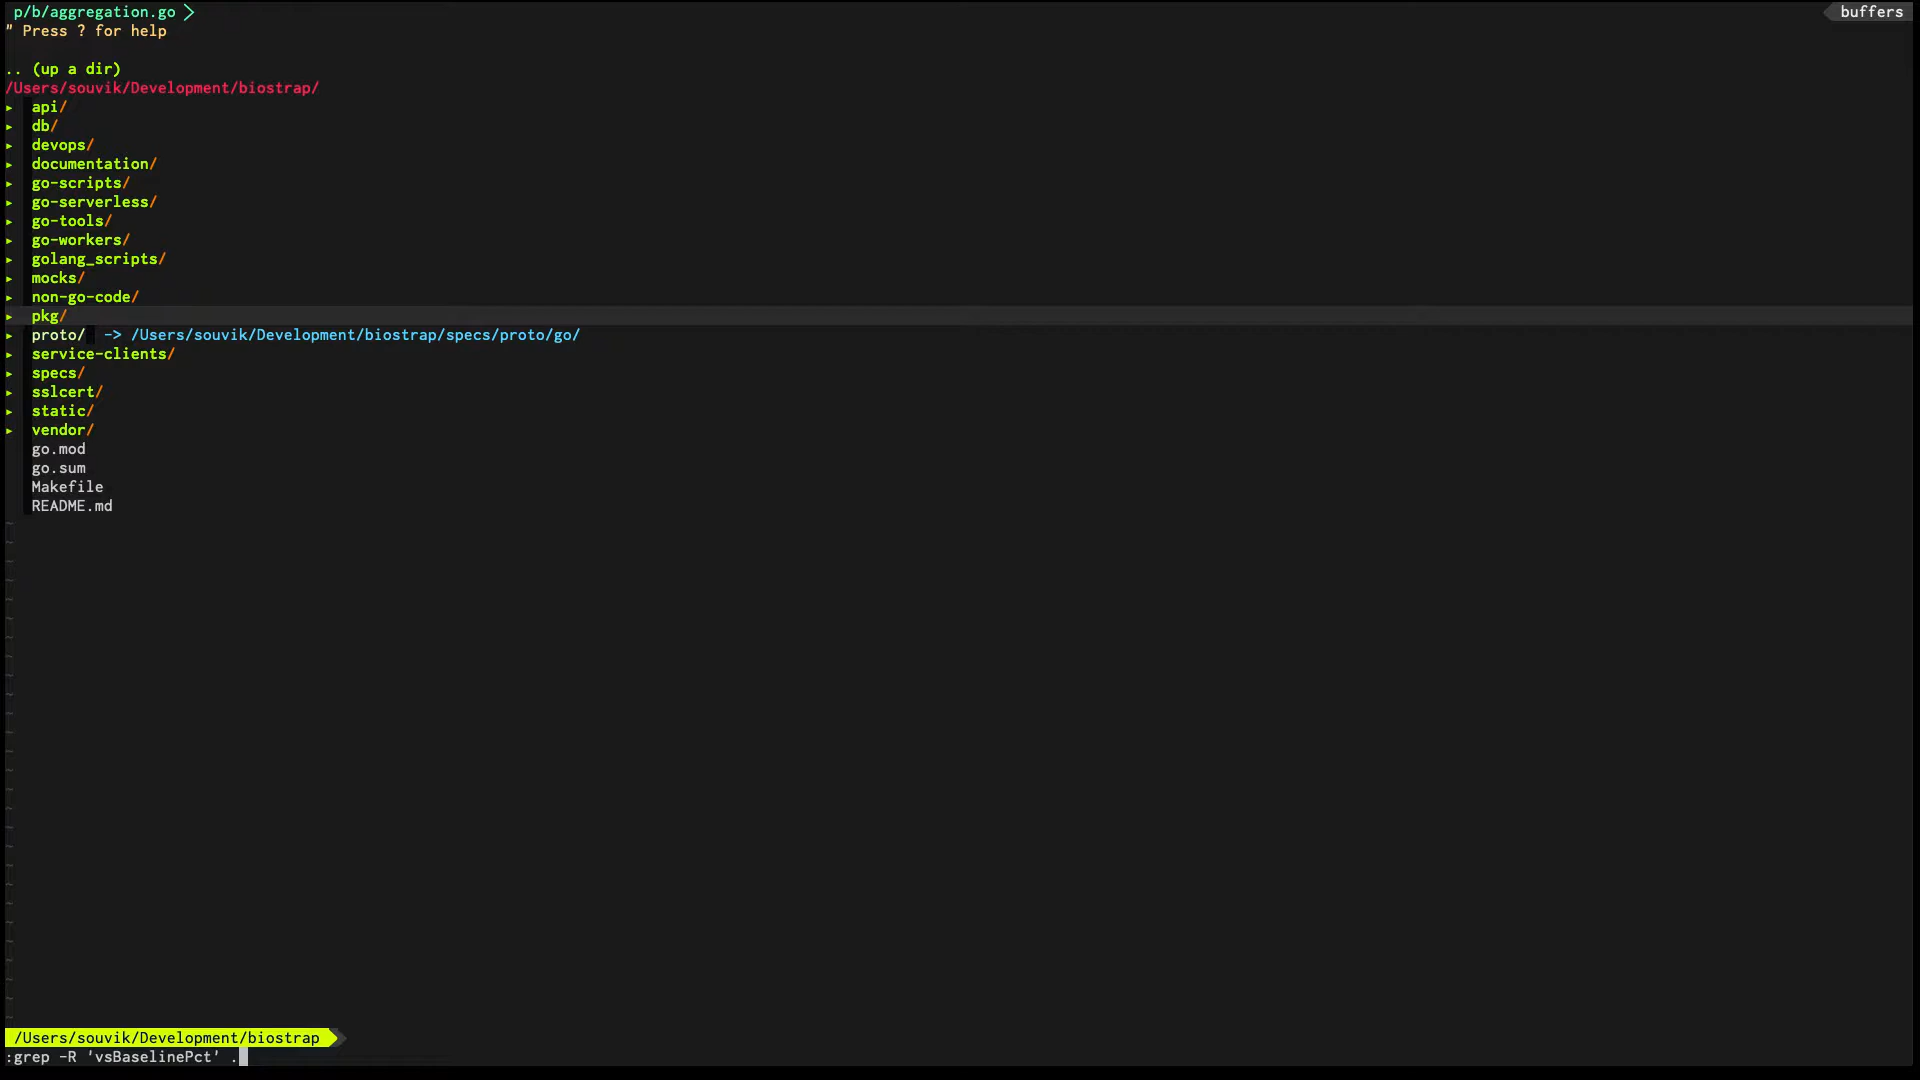 p/b/aggregation.go buffers
" Press ? for help
.. (up a dir)
/Users/souvik/Development/biostrap/
▸ api/
▸ db/
▸ devops/
▸ documentation/
▸ go-scripts/
▸ go-serverless/
▸ go-tools/
▸ go-workers/
▸ golang_scripts/
▸ mocks/
▸ non-go-code/
▸ pkg/
▸ proto/ -> /Users/souvik/Development/biostrap/specs/proto/go/
▸ service-clients/
▸ specs/
▸ sslcert/
▸ static/
▸ vendor/
go.mod
go.sum
Makefile
README.md
/Users/souvik/Development/biostrap
:grep -R 'vsBaselinePct' .